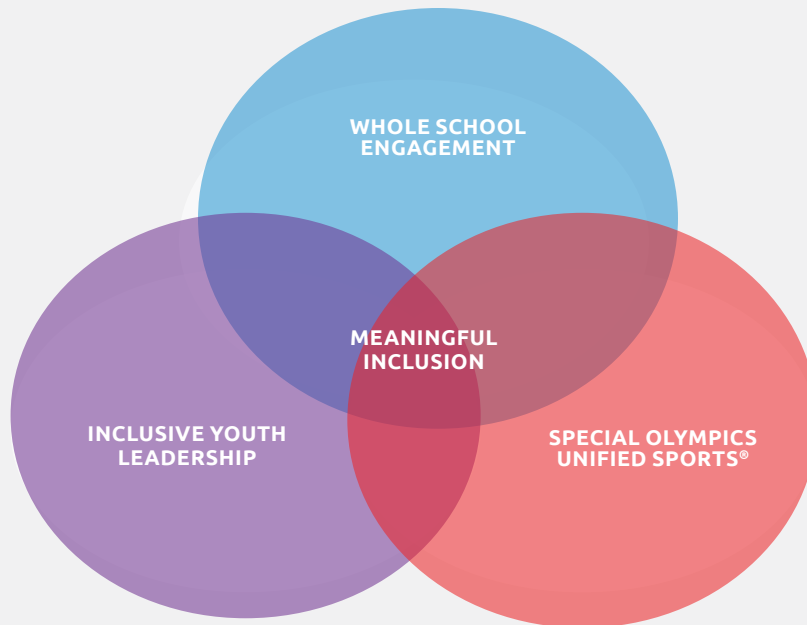 WHOLE SCHOOL
ENGAGEMENT
MEANINGFUL
INCLUSION
INCLUSIVE YOUTH
LEADERSHIP
SPECIAL OLYMPICS
UNIFIED SPORTS®